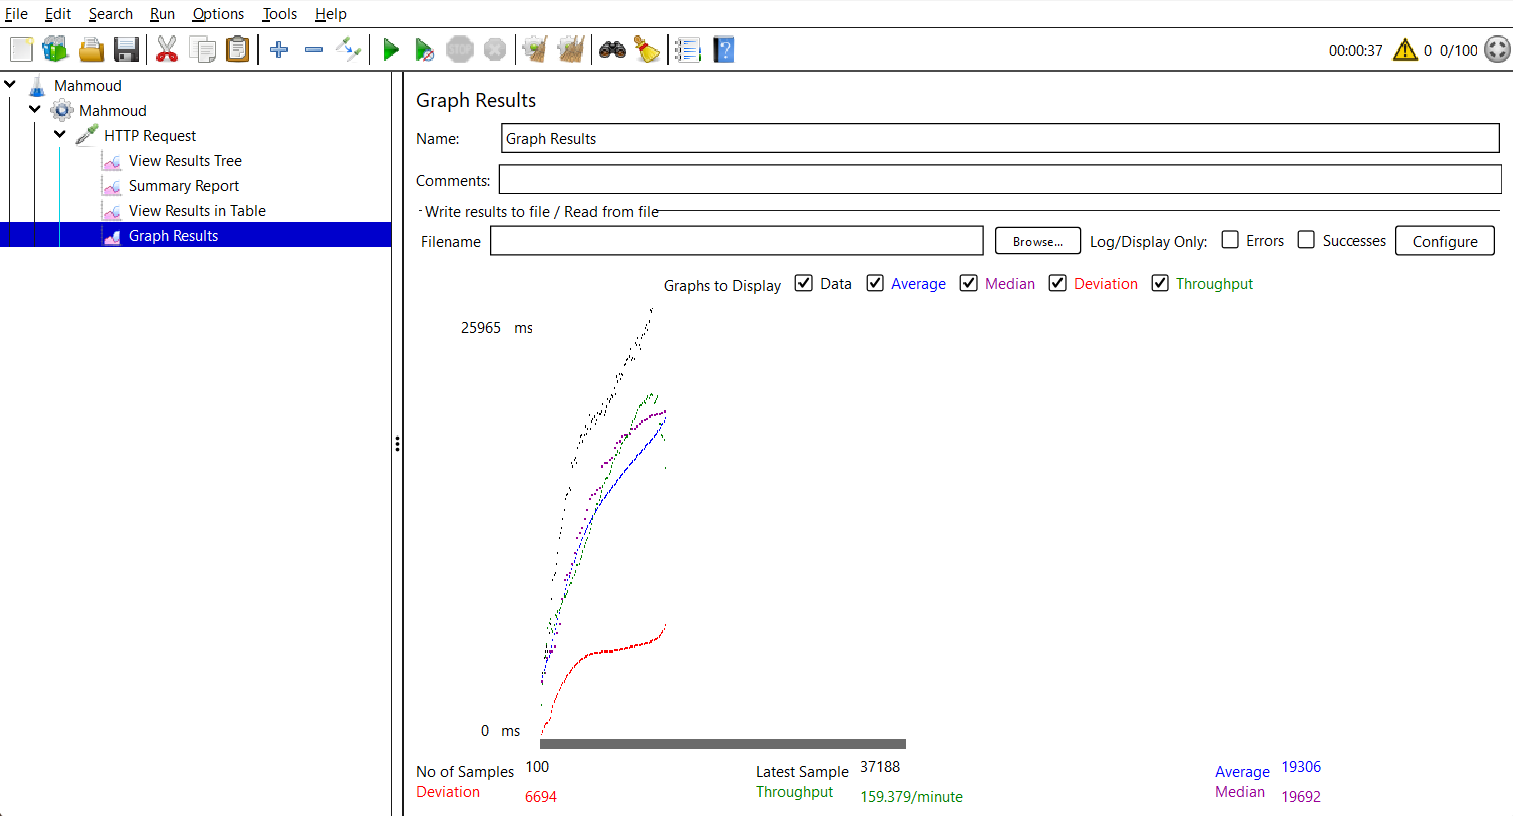 File Edit Search Run Options Tools Help
STOP 00:00:37 0 0/100
Mahmoud
Mahmoud
HTTP Request
View Results Tree
Summary Report
View Results in Table
Graph Results
Graph Results
Name: Graph Results
Comments:
Write results to file / Read from file
Filename Browse... Log/Display Only: Errors Successes Configure
Graphs to Display Data Average Median Deviation Throughput
25965 ms
0 ms
No of Samples 100 Latest Sample 37188 Average 19306
Deviation 6694 Throughput 159.379/minute Median 19692